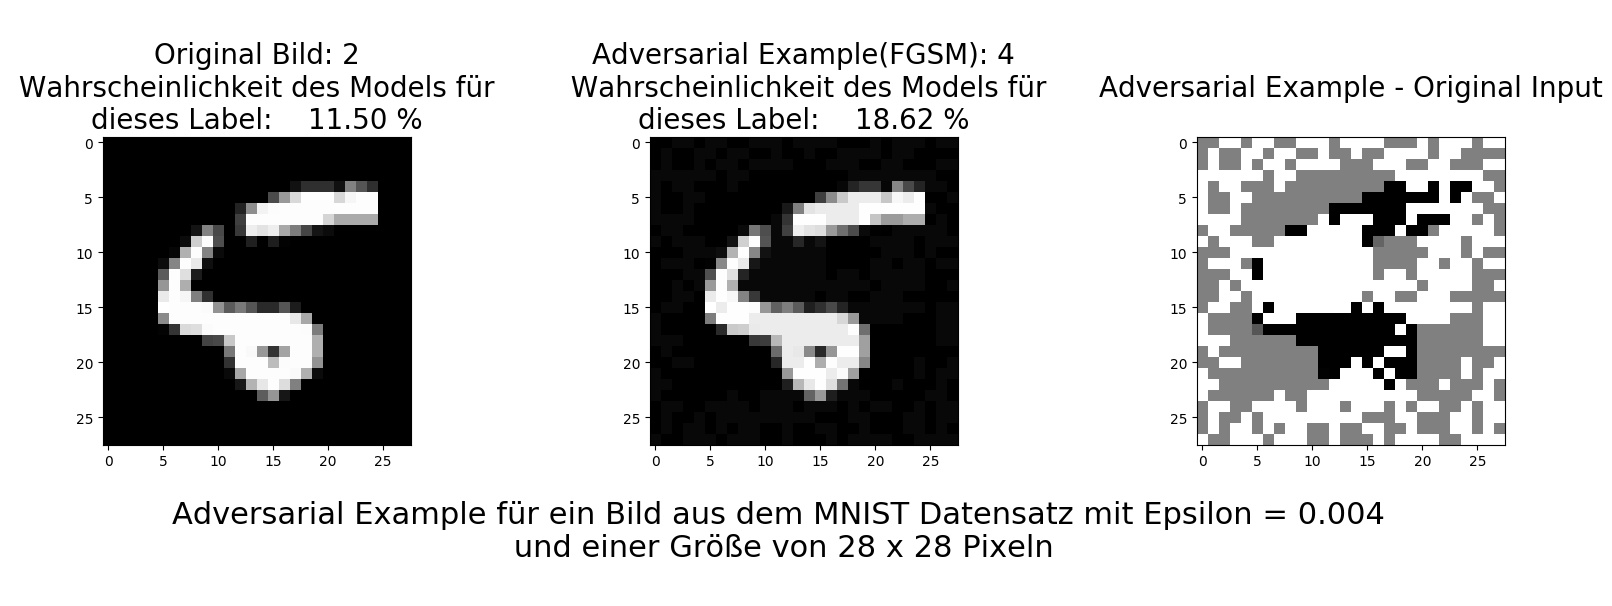 Original Bild: 2
Wahrscheinlichkeit des Models für
dieses Label:    11.50 %
Adversarial Example(FGSM): 4
Wahrscheinlichkeit des Models für
dieses Label:    18.62 %
Adversarial Example - Original Input
0
5
10
15
20
25
0 5 10 15 20 25
0
5
10
15
20
25
0 5 10 15 20 25
0
5
10
15
20
25
0 5 10 15 20 25
Adversarial Example für ein Bild aus dem MNIST Datensatz mit Epsilon = 0.004
und einer Größe von 28 x 28 Pixeln